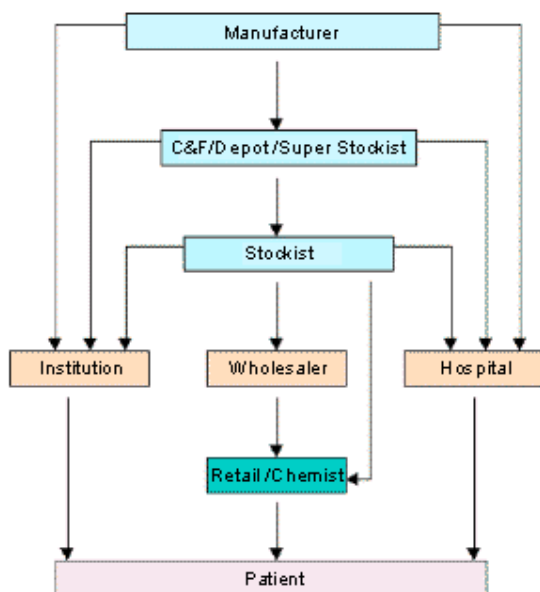 Manufacturer
C&F/Depot/Super Stockist
Stockist
Institution
Wholesaler
Hospital
Retail/Chemist
Patient